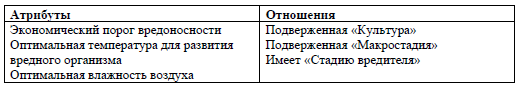 Атрибуты
Отношения
Экономический порог вредоносности
Оптимальная температура для развития
вредного организма
Оптимальная влажность воздуха
Подверженная «Культура»
Подверженная «Макростадия»
Имеет «Стадию вредителя»